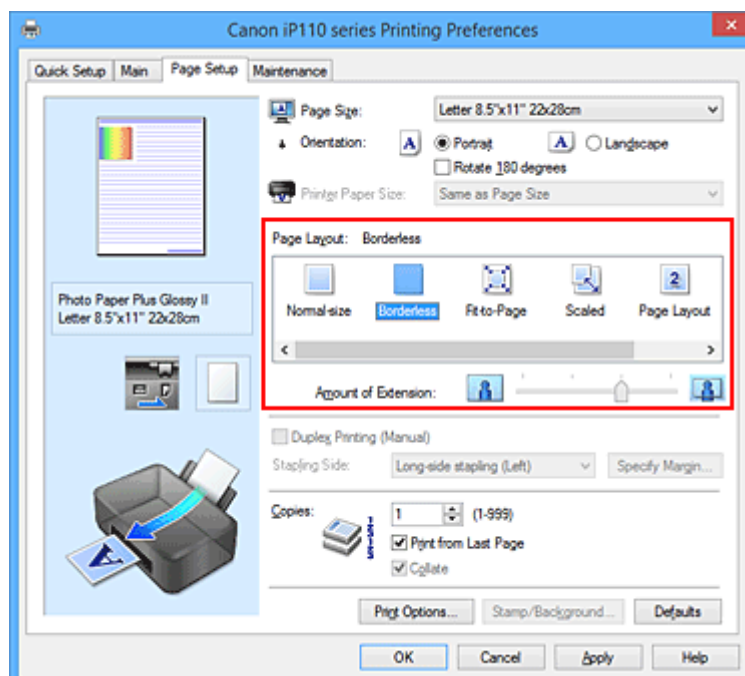 Canon iP110 series Printing Preferences
Quick Setup Main Page Setup Maintenance
Page Size: Letter 8.5"x11" 22x28cm
Orientation: A Portrait A Landscape
Rotate 180 degrees
Printer Paper Size: Same as Page Size
Page Layout: Borderless
Normal-size Borderless Fit-to-Page Scaled Page Layout
Amount of Extension:
Photo Paper Plus Glossy II
Letter 8.5"x11" 22x28cm
Duplex Printing (Manual)
Stapling Side: Long-side stapling (Left) Specify Margin...
Copies: 1 (1-999)
Print from Last Page
Collate
Print Options... Stamp/Background... Defaults
OK Cancel Apply Help